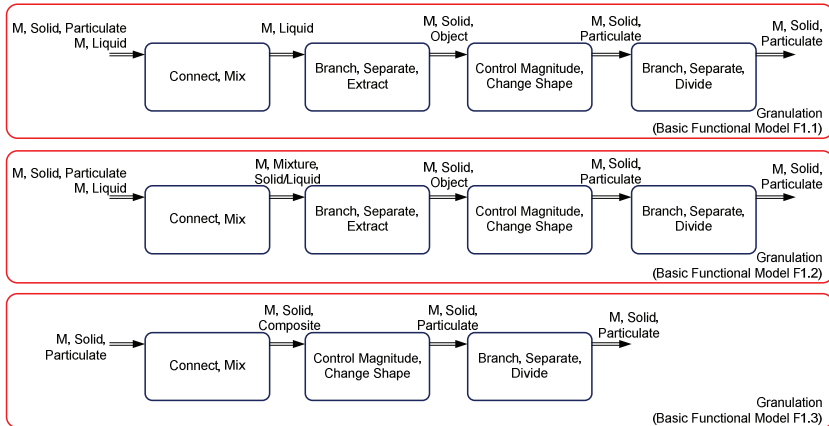 M, Solid, Particulate
M, Liquid
Connect, Mix
M, Liquid
Branch, Separate,
Extract
M, Solid,
Object
Control Magnitude,
Change Shape
M, Solid,
Particulate
Branch, Separate,
Divide
M, Solid,
Particulate
Granulation
(Basic Functional Model F1.1)
M, Solid, Particulate
M, Liquid
Connect, Mix
M, Mixture,
Solid/Liquid
Branch, Separate,
Extract
M, Solid,
Object
Control Magnitude,
Change Shape
M, Solid,
Particulate
Branch, Separate,
Divide
M, Solid,
Particulate
Granulation
(Basic Functional Model F1.2)
M, Solid,
Particulate
Connect, Mix
M, Solid,
Composite
Control Magnitude,
Change Shape
M, Solid,
Particulate
Branch, Separate,
Divide
M, Solid,
Particulate
Granulation
(Basic Functional Model F1.3)